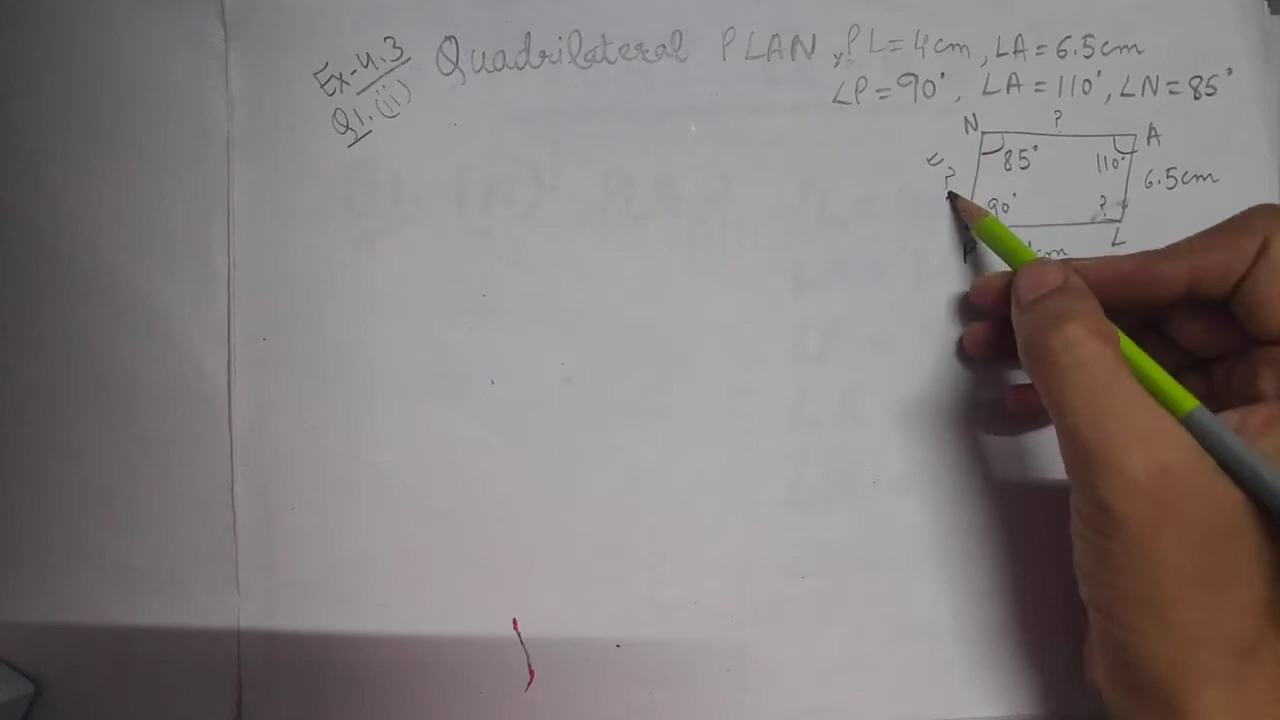 Ex-4.3
Q1.(ii)
Quadrilateral PLAN, PL=4cm, LA=6.5cm
∠P=90°, ∠A=110°, ∠N=85°
N ? A
85° 110°
? 6.5cm
90° ?
P L
cm